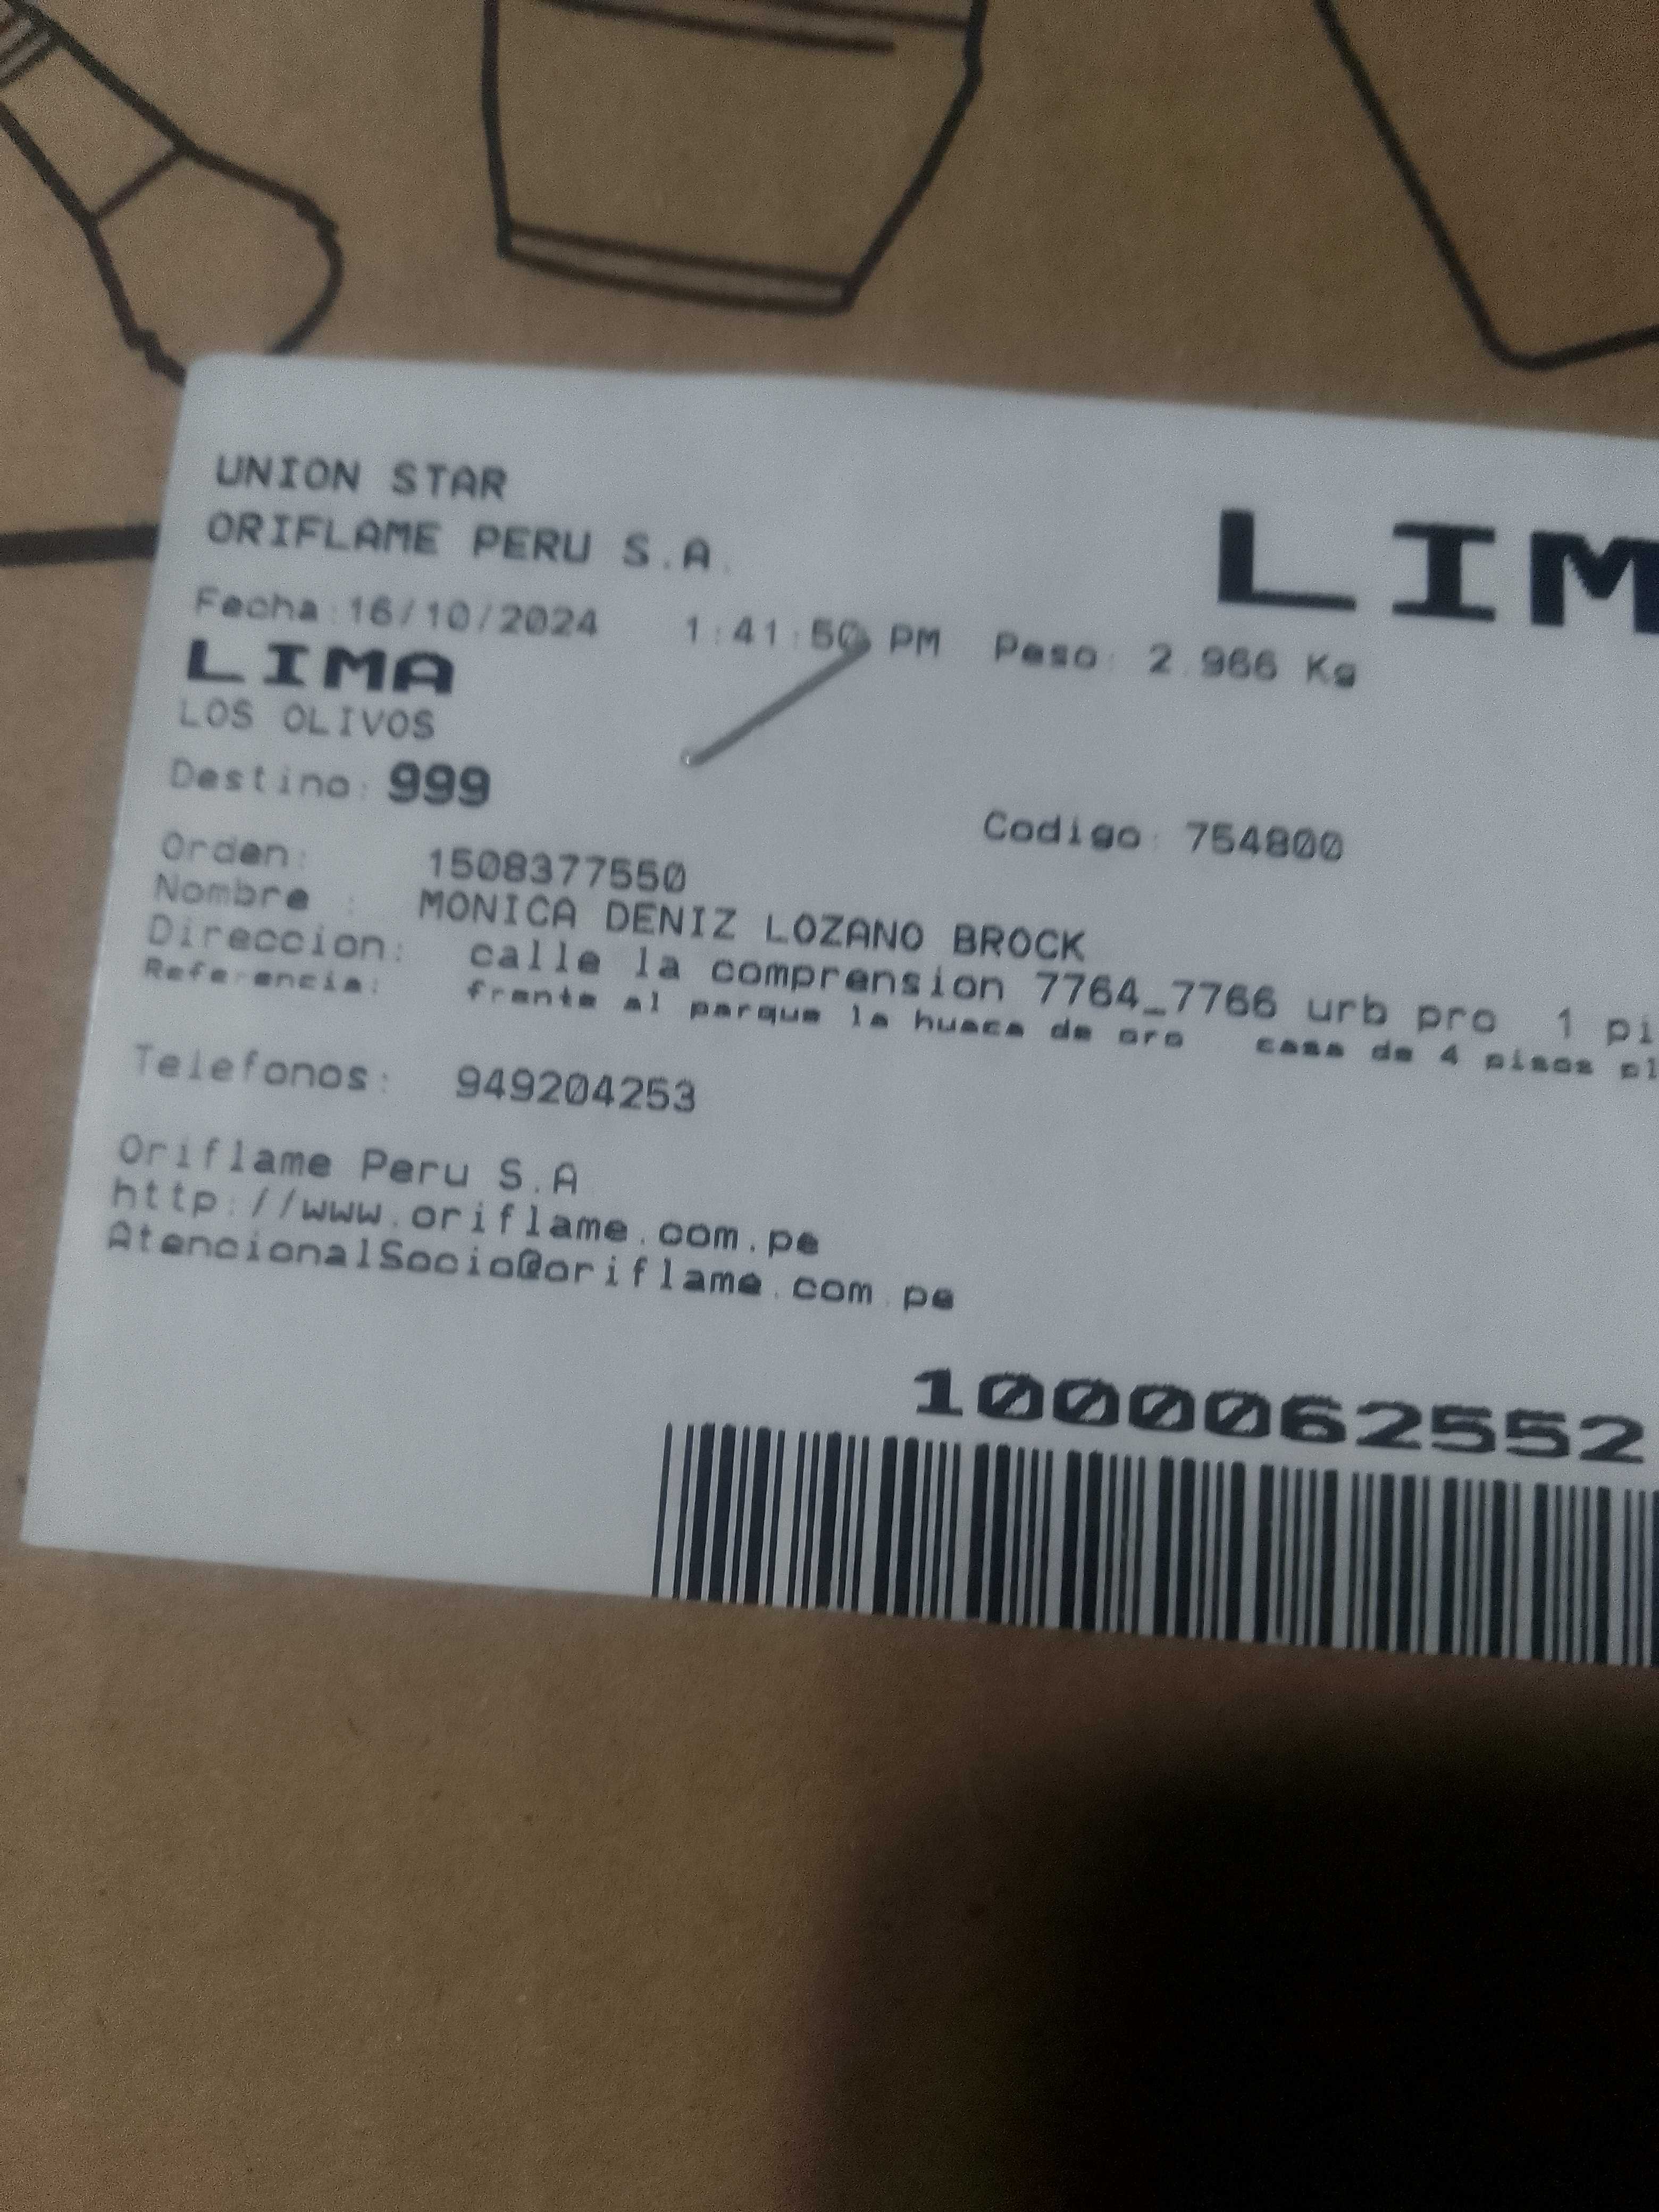 UNION STAR
ORIFLAME PERU S.A.
LIM
Fecha:16/10/2024 1:41:50 PM Peso: 2.966 Kg
LIMA
LOS OLIVOS
Destino: 999
Codigo: 754800
Orden: 1508377550
Nombre : MONICA DENIZ LOZANO BROCK
Direccion: calle la comprension 7764_7766 urb pro 1 pi
Referencia: frente al parque la huaca de oro casa de 4 pisos pl
Telefonos: 949204253
Oriflame Peru S.A
http://www.oriflame.com.pe
AtencionalSocio@oriflame.com.pe
1000062552